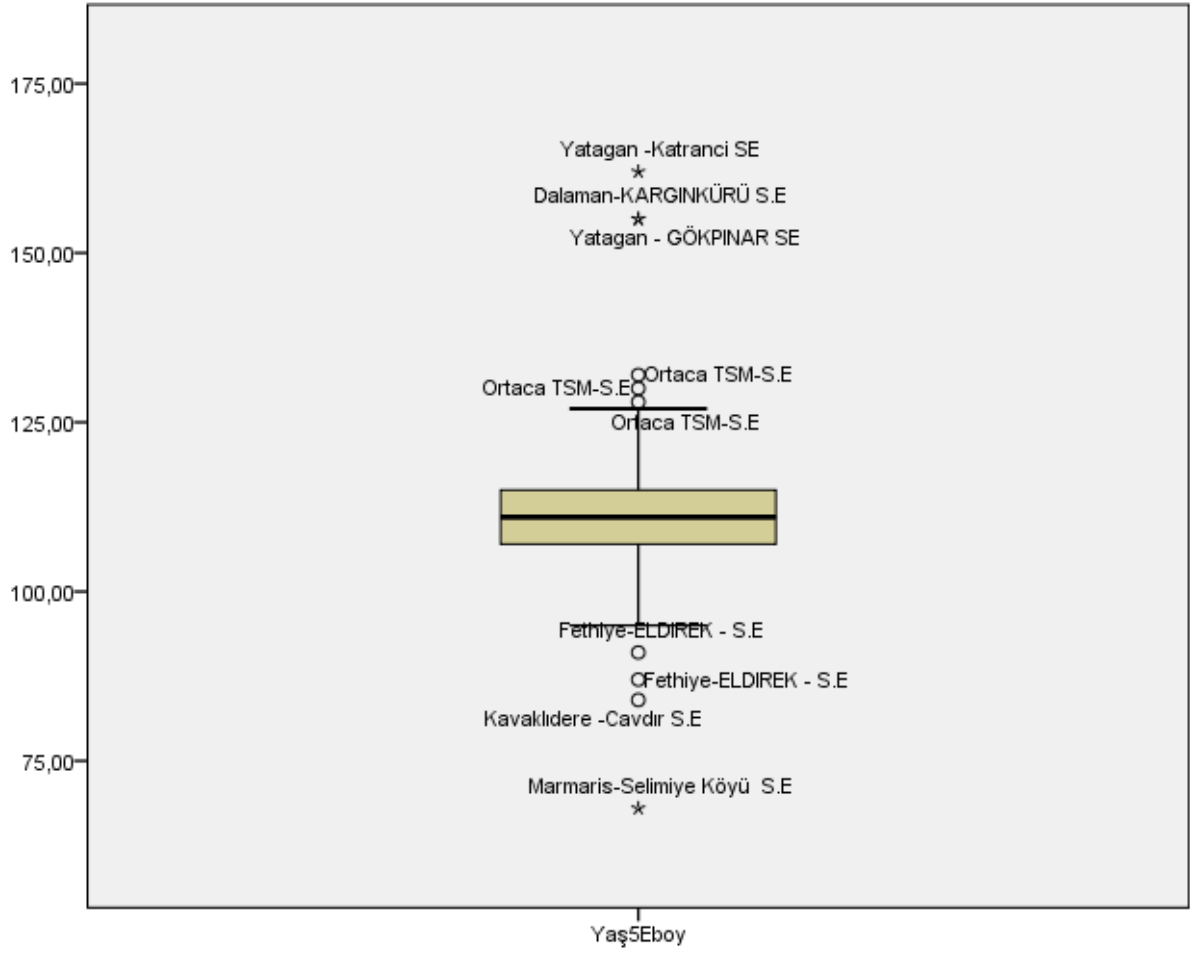 175,00
Yatagan -Katranci SE
Dalaman-KARGINKÜRÜ S.E
Yatagan - GÖKPINAR SE
150,00
Ortaca TSM-S.E
Ortaca TSM-S.E
125,00
Ortaca TSM-S.E
100,00
Fethiye-ELDIREK - S.E
Fethiye-ELDIREK - S.E
Kavaklıdere -Cavdır S.E
75,00
Marmaris-Selimiye Köyü  S.E
Yaş5Eboy